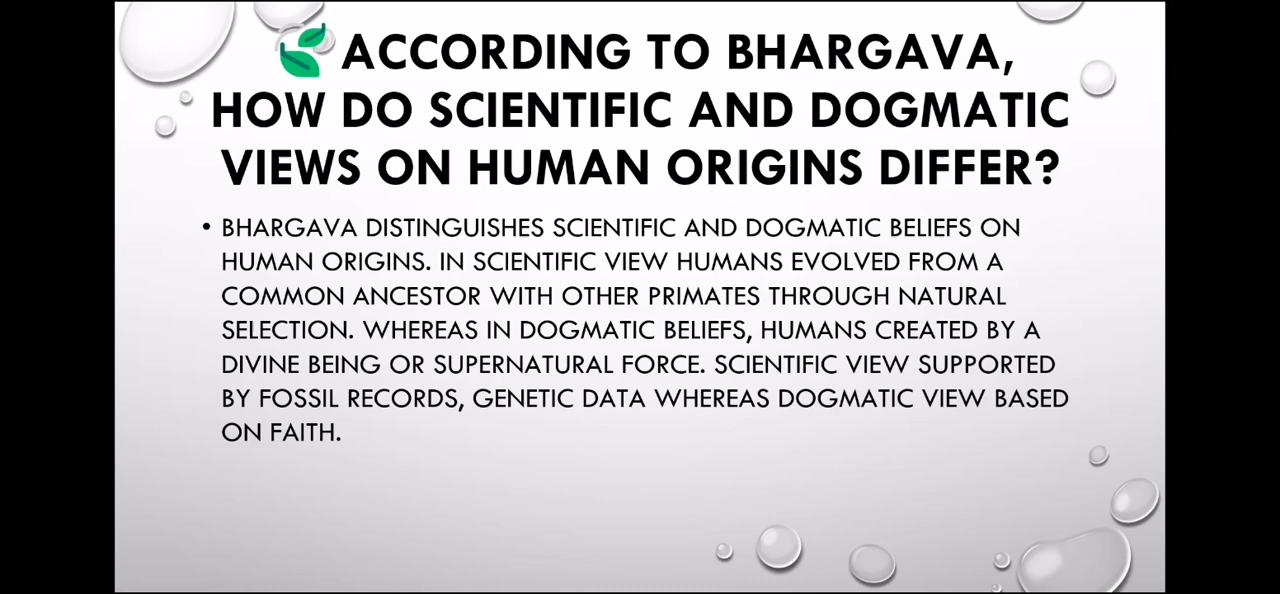 ACCORDING TO BHARGAVA,
HOW DO SCIENTIFIC AND DOGMATIC
VIEWS ON HUMAN ORIGINS DIFFER?
• BHARGAVA DISTINGUISHES SCIENTIFIC AND DOGMATIC BELIEFS ON
HUMAN ORIGINS. IN SCIENTIFIC VIEW HUMANS EVOLVED FROM A
COMMON ANCESTOR WITH OTHER PRIMATES THROUGH NATURAL
SELECTION. WHEREAS IN DOGMATIC BELIEFS, HUMANS CREATED BY A
DIVINE BEING OR SUPERNATURAL FORCE. SCIENTIFIC VIEW SUPPORTED
BY FOSSIL RECORDS, GENETIC DATA WHEREAS DOGMATIC VIEW BASED
ON FAITH.